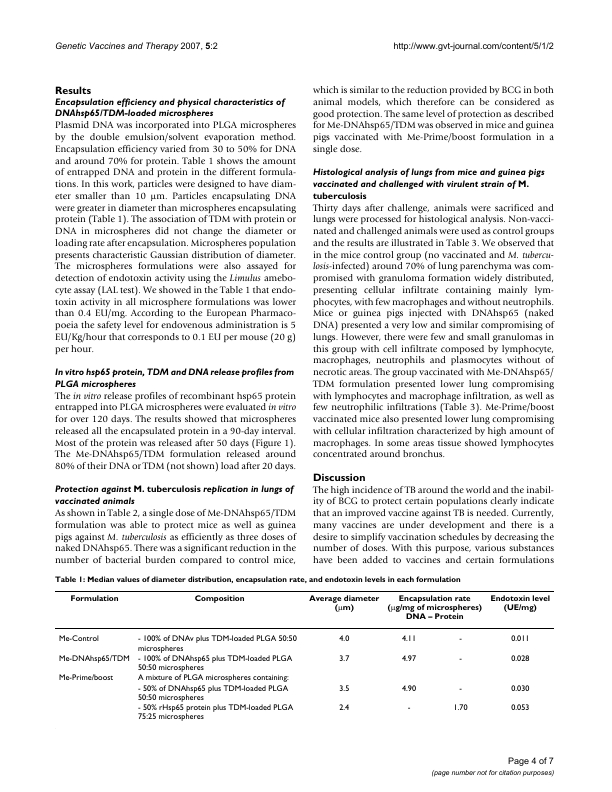 Genetic Vaccines and Therapy 2007, 5:2
http://www.gvt-journal.com/content/5/1/2
Results
Encapsulation efficiency and physical characteristics of
DNAhsp65/TDM-loaded microspheres
Plasmid DNA was incorporated into PLGA microspheres
by the double emulsion/solvent evaporation method.
Encapsulation efficiency varied from 30 to 50% for DNA
and around 70% for protein. Table 1 shows the amount
of entrapped DNA and protein in the different formula-
tions. In this work, particles were designed to have diam-
eter smaller than 10 μm. Particles encapsulating DNA
were greater in diameter than microspheres encapsulating
protein (Table 1). The association of TDM with protein or
DNA in microspheres did not change the diameter or
loading rate after encapsulation. Microspheres population
presents characteristic Gaussian distribution of diameter.
The microspheres formulations were also assayed for
detection of endotoxin activity using the Limulus amebo-
cyte assay (LAL test). We showed in the Table 1 that endo-
toxin activity in all microsphere formulations was lower
than 0.4 EU/mg. According to the European Pharmaco-
poeia the safety level for endovenous administration is 5
EU/Kg/hour that corresponds to 0.1 EU per mouse (20 g)
per hour.
In vitro hsp65 protein, TDM and DNA release profiles from
PLGA microspheres
The in vitro release profiles of recombinant hsp65 protein
entrapped into PLGA microspheres were evaluated in vitro
for over 120 days. The results showed that microspheres
released all the encapsulated protein in a 90-day interval.
Most of the protein was released after 50 days (Figure 1).
The Me-DNAhsp65/TDM formulation released around
80% of their DNA or TDM (not shown) load after 20 days.
Protection against M. tuberculosis replication in lungs of
vaccinated animals
As shown in Table 2, a single dose of Me-DNAhsp65/TDM
formulation was able to protect mice as well as guinea
pigs against M. tuberculosis as efficiently as three doses of
naked DNAhsp65. There was a significant reduction in the
number of bacterial burden compared to control mice,
which is similar to the reduction provided by BCG in both
animal models, which therefore can be considered as
good protection. The same level of protection as described
for Me-DNAhsp65/TDM was observed in mice and guinea
pigs vaccinated with Me-Prime/boost formulation in a
single dose.
Histological analysis of lungs from mice and guinea pigs
vaccinated and challenged with virulent strain of M.
tuberculosis
Thirty days after challenge, animals were sacrificed and
lungs were processed for histological analysis. Non-vacci-
nated and challenged animals were used as control groups
and the results are illustrated in Table 3. We observed that
in the mice control group (no vaccinated and M. tubercu-
losis-infected) around 70% of lung parenchyma was com-
promised with granuloma formation widely distributed,
presenting cellular infiltrate containing mainly lym-
phocytes, with few macrophages and without neutrophils.
Mice or guinea pigs injected with DNAhsp65 (naked
DNA) presented a very low and similar compromising of
lungs. However, there were few and small granulomas in
this group with cell infiltrate composed by lymphocyte,
macrophages, neutrophils and plasmocytes without of
necrotic areas. The group vaccinated with Me-DNAhsp65/
TDM formulation presented lower lung compromising
with lymphocytes and macrophage infiltration, as well as
few neutrophilic infiltrations (Table 3). Me-Prime/boost
vaccinated mice also presented lower lung compromising
with cellular infiltration characterized by high amount of
macrophages. In some areas tissue showed lymphocytes
concentrated around bronchus.
Discussion
The high incidence of TB around the world and the inabil-
ity of BCG to protect certain populations clearly indicate
that an improved vaccine against TB is needed. Currently,
many vaccines are under development and there is a
desire to simplify vaccination schedules by decreasing the
number of doses. With this purpose, various substances
have been added to vaccines and certain formulations
Table 1: Median values of diameter distribution, encapsulation rate, and endotoxin levels in each formulation
Formulation Composition Average diameter Encapsulation rate Endotoxin level
(μm) (μg/mg of microspheres) (UE/mg)
DNA – Protein
Me-Control - 100% of DNAv plus TDM-loaded PLGA 50:50 4.0 4.11 - 0.011
microspheres
Me-DNAhsp65/TDM - 100% of DNAhsp65 plus TDM-loaded PLGA 3.7 4.97 - 0.028
50:50 microspheres
Me-Prime/boost A mixture of PLGA microspheres containing:
- 50% of DNAhsp65 plus TDM-loaded PLGA 3.5 4.90 - 0.030
50:50 microspheres
- 50% rHsp65 protein plus TDM-loaded PLGA 2.4 - 1.70 0.053
75:25 microspheres
Page 4 of 7
(page number not for citation purposes)